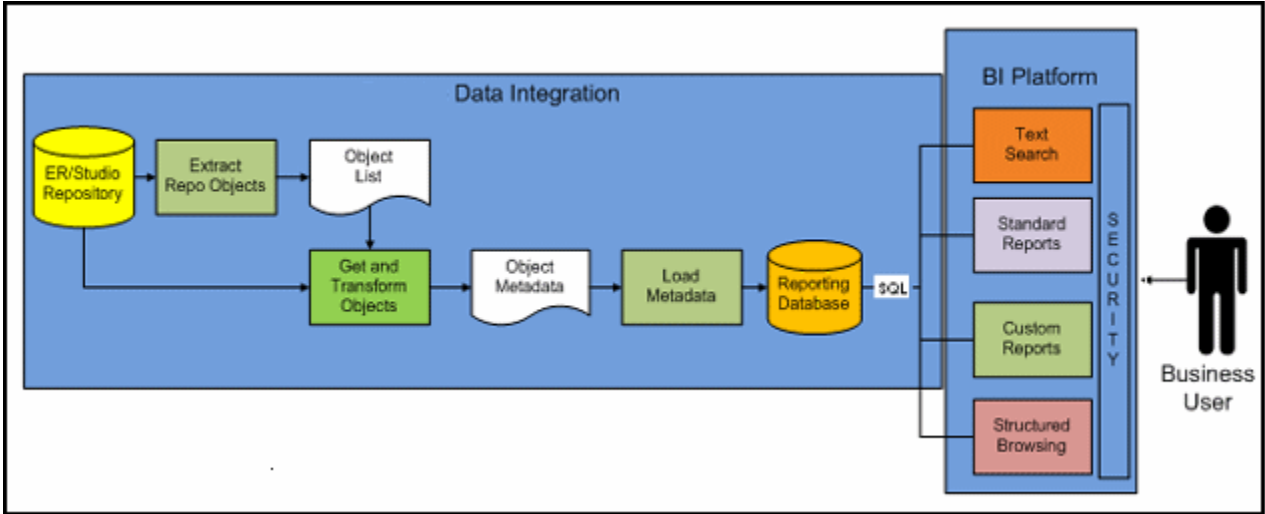 Data Integration
BI Platform
ER/Studio
Repository
Extract
Repo Objects
Object
List
Get and
Transform
Objects
Object
Metadata
Load
Metadata
Reporting
Database
SQL
Text
Search
Standard
Reports
Custom
Reports
Structured
Browsing
SECURITY
Business
User